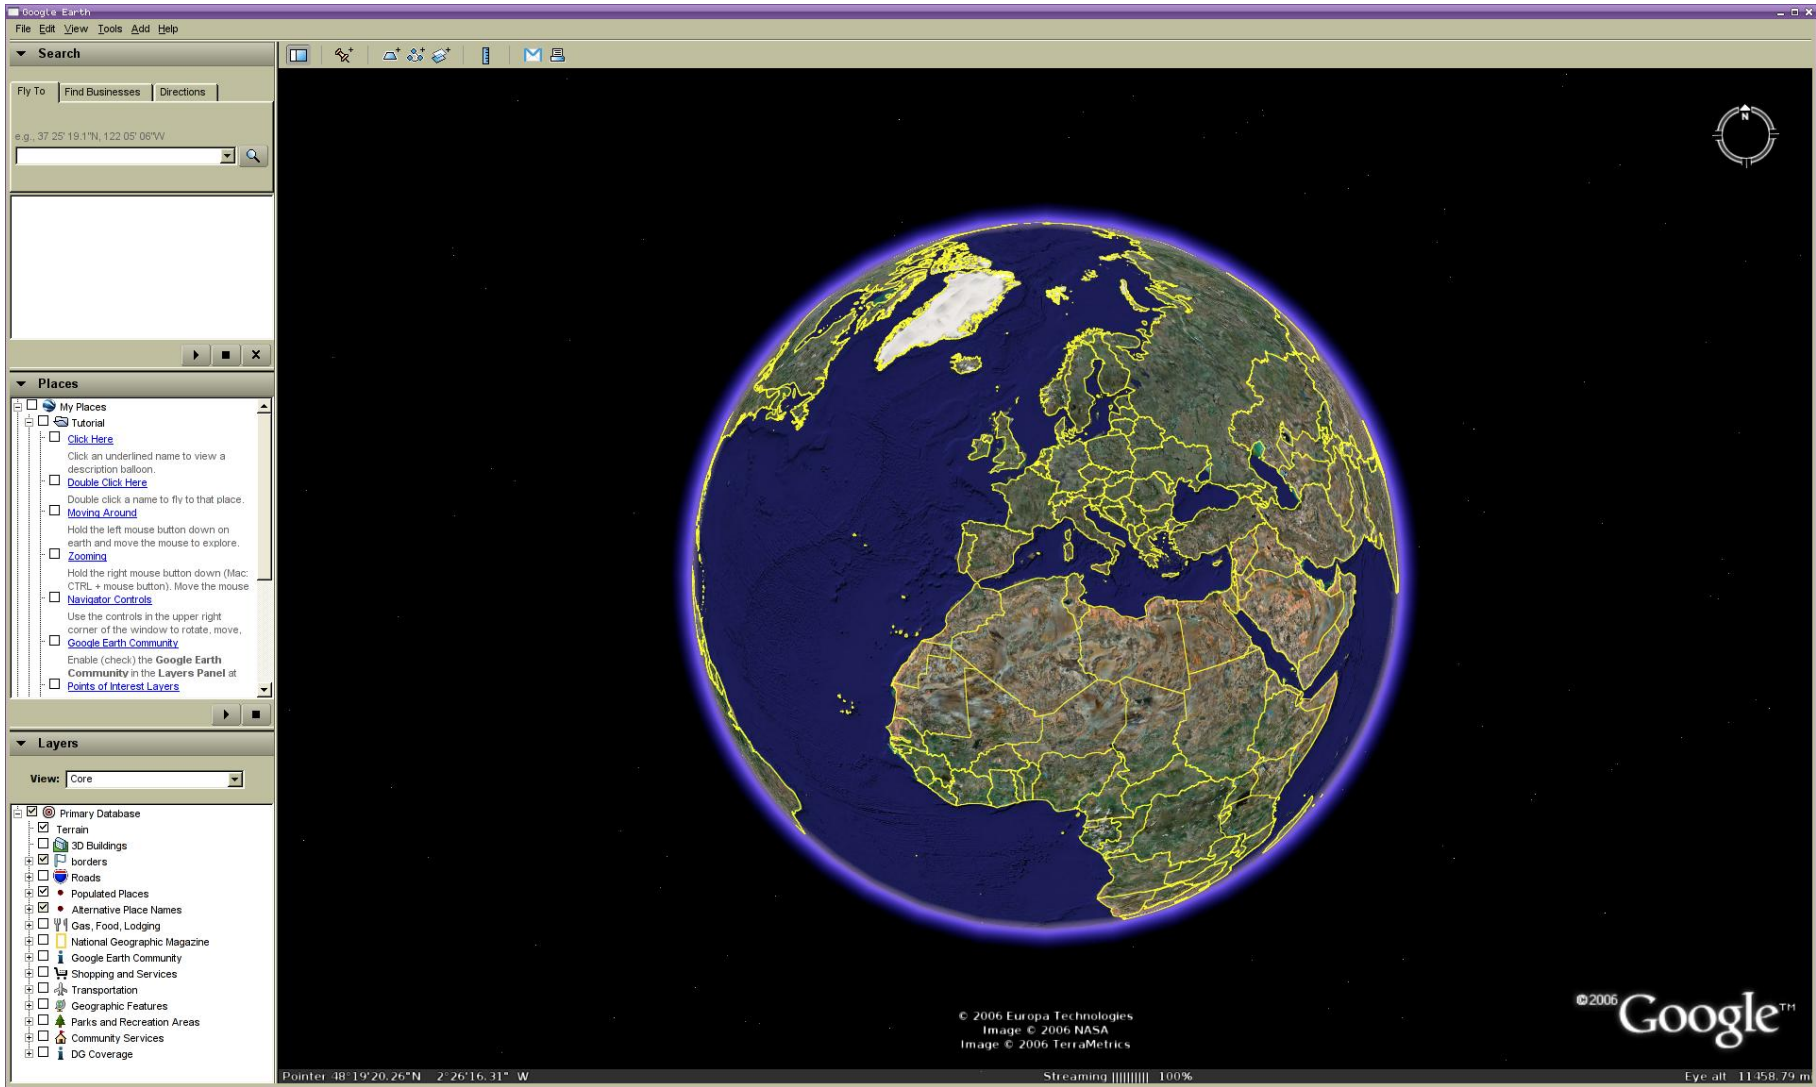 Google Earth
File Edit View Tools Add Help
Search
Fly To Find Businesses Directions
e.g., 37 25' 19.1"N, 122 05' 06"W
Places
My Places
Tutorial
Click Here
Click an underlined name to view a
description balloon.
Double Click Here
Double click a name to fly to that place.
Moving Around
Hold the left mouse button down on
earth and move the mouse to explore.
Zooming
Hold the right mouse button down (Mac:
CTRL + mouse button). Move the mouse
Navigator Controls
Use the controls in the upper right
corner of the window to rotate, move,
Google Earth Community
Enable (check) the Google Earth
Community in the Layers Panel at
Points of Interest Layers
Layers
View: Core
Primary Database
Terrain
3D Buildings
borders
Roads
Populated Places
Alternative Place Names
Gas, Food, Lodging
National Geographic Magazine
Google Earth Community
Shopping and Services
Transportation
Geographic Features
Parks and Recreation Areas
Community Services
DG Coverage
N
© 2006 Europa Technologies
Image © 2006 NASA
Image © 2006 TerraMetrics
©2006 Google™
Pointer 48°19'20.26"N 2°26'16.31" W
Streaming |||||||||| 100%
Eye alt 11458.79 m